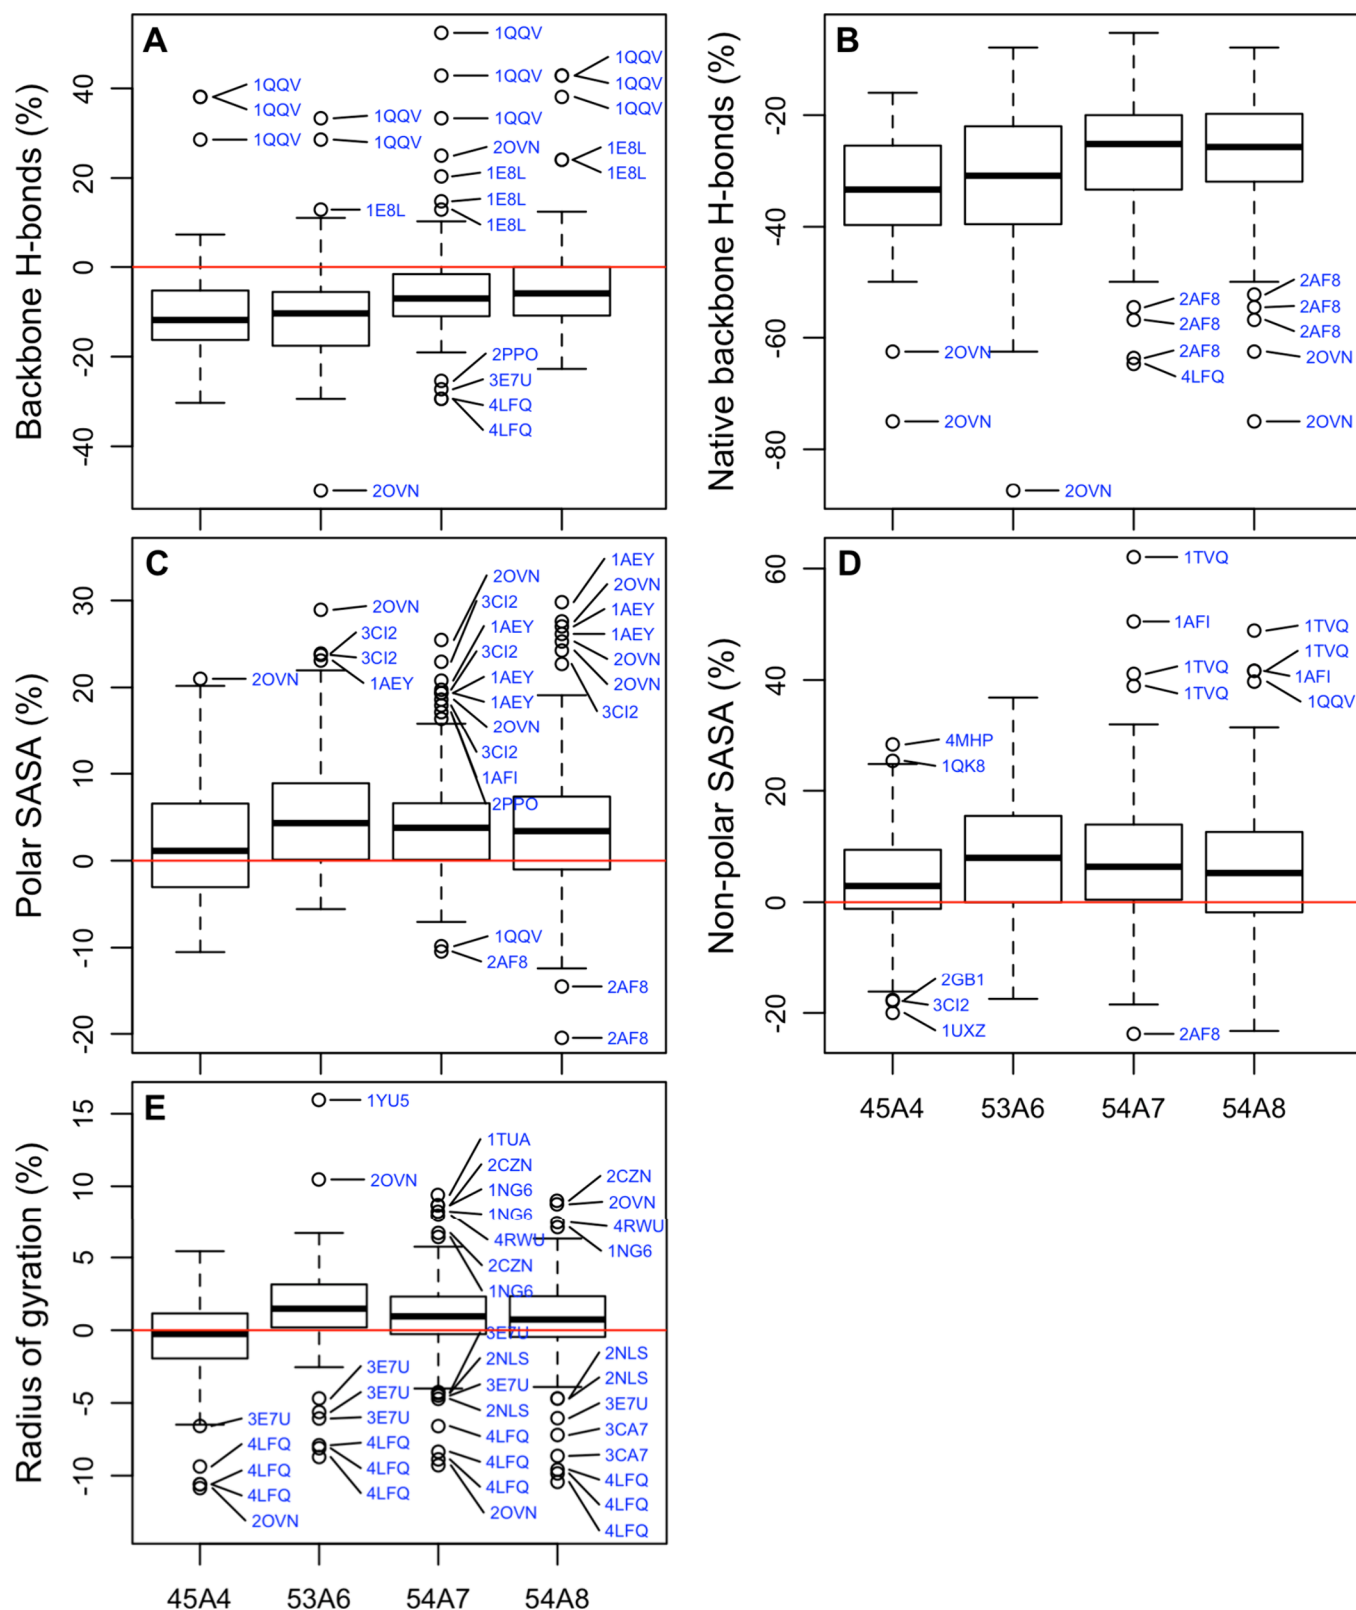 A
Backbone H-bonds (%)
40
20
0
-20
-40
1QQV
1QQV
1QQV
1QQV
1QQV
1E8L
2OVN
1QQV
1QQV
1QQV
2OVN
1E8L
1E8L
1E8L
2PPO
3E7U
4LFQ
4LFQ
1QQV
1QQV
1QQV
1E8L
1E8L
B
Native backbone H-bonds (%)
-20
-40
-60
-80
2OVN
2OVN
2OVN
2AF8
2AF8
2AF8
4LFQ
2AF8
2AF8
2AF8
2OVN
2OVN
C
Polar SASA (%)
30
20
10
0
-10
-20
2OVN
2OVN
3CI2
3CI2
1AEY
2OVN
3CI2
1AEY
3CI2
1AEY
1AEY
2OVN
3CI2
1AFI
2PPO
1QQV
2AF8
1AEY
2OVN
1AEY
1AEY
2OVN
2OVN
3CI2
2AF8
2AF8
D
Non-polar SASA (%)
60
40
20
0
-20
4MHP
1QK8
2GB1
3CI2
1UXZ
1TVQ
1AFI
1TVQ
1TVQ
2AF8
1TVQ
1TVQ
1AFI
1QQV
45A4 53A6 54A7 54A8
E
Radius of gyration (%)
15
10
5
0
-5
-10
3E7U
4LFQ
4LFQ
4LFQ
2OVN
1YU5
2OVN
3E7U
3E7U
3E7U
4LFQ
4LFQ
4LFQ
1TUA
2CZN
1NG6
1NG6
4RWU
2CZN
1NG6
3E7U
2NLS
3E7U
2NLS
4LFQ
4LFQ
4LFQ
2OVN
2CZN
2OVN
4RWU
1NG6
2NLS
2NLS
3E7U
3CA7
3CA7
4LFQ
4LFQ
4LFQ
45A4 53A6 54A7 54A8